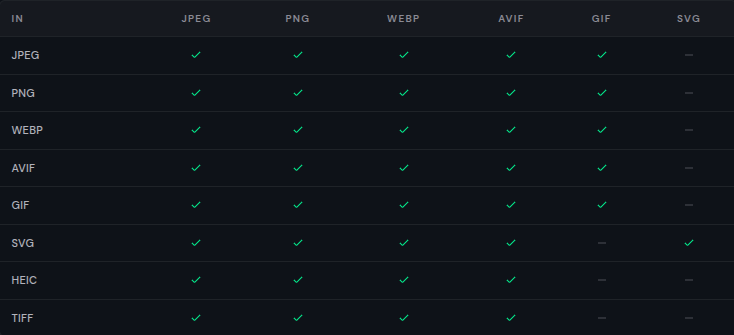 IN JPEG PNG WEBP AVIF GIF SVG
JPEG ✓ ✓ ✓ ✓ ✓ —
PNG ✓ ✓ ✓ ✓ ✓ —
WEBP ✓ ✓ ✓ ✓ ✓ —
AVIF ✓ ✓ ✓ ✓ ✓ —
GIF ✓ ✓ ✓ ✓ ✓ —
SVG ✓ ✓ ✓ ✓ — ✓
HEIC ✓ ✓ ✓ ✓ — —
TIFF ✓ ✓ ✓ ✓ — —